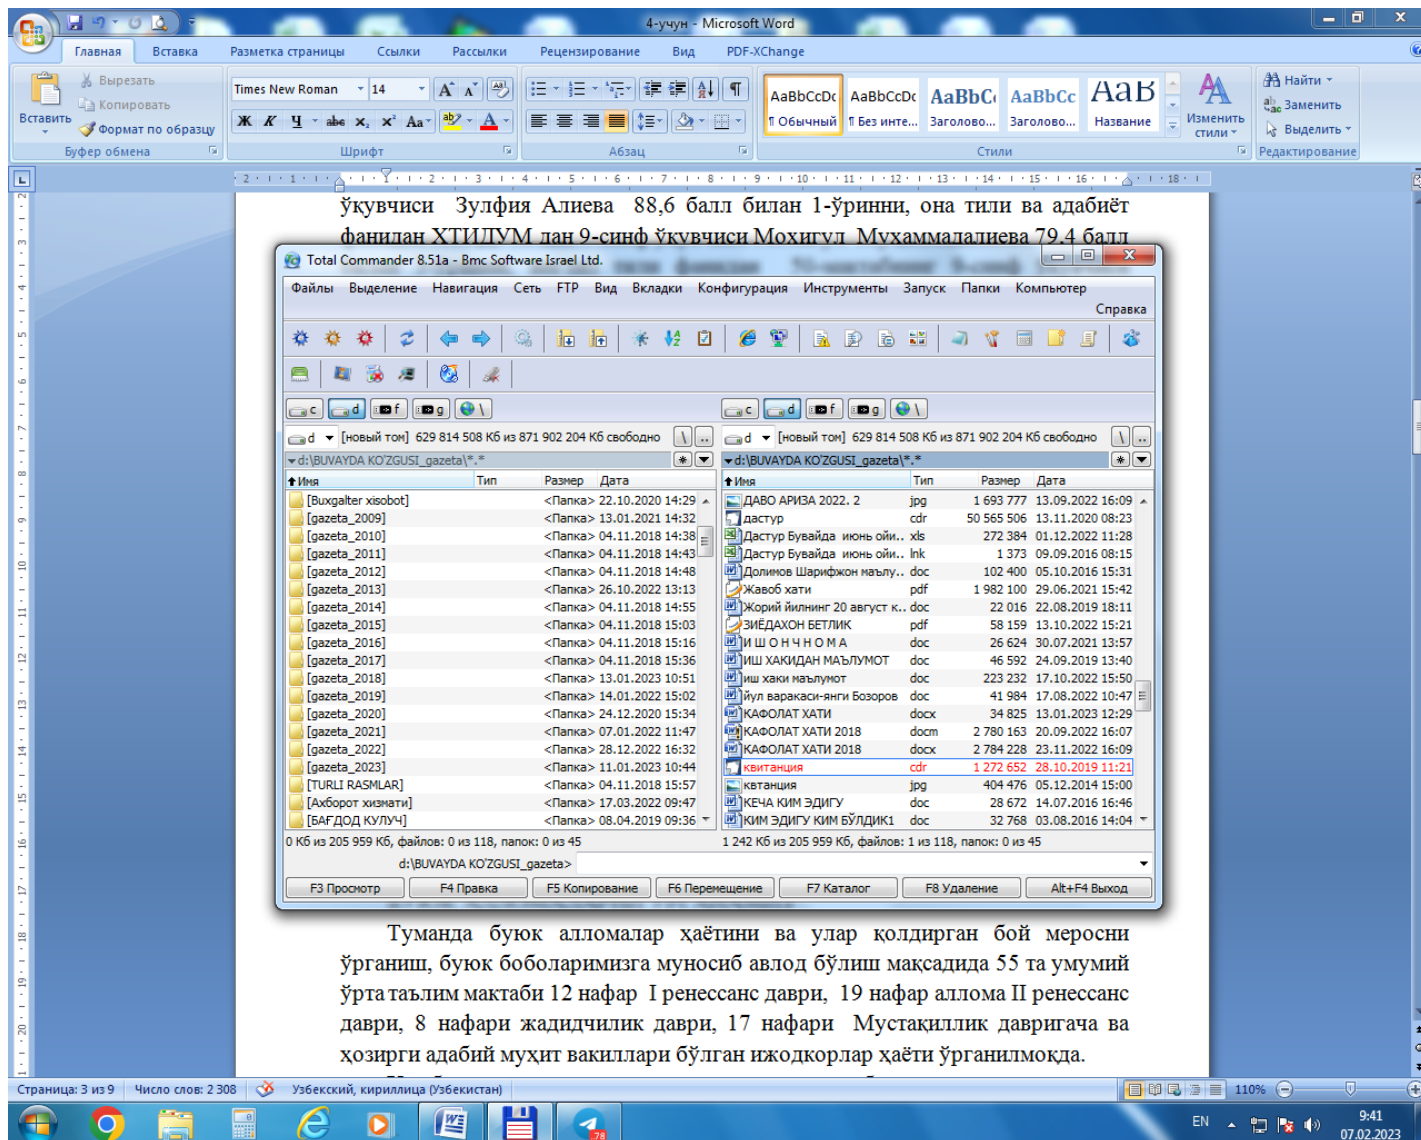 4-учун - Microsoft Word
Главная Вставка Разметка страницы Ссылки Рассылки Рецензирование Вид PDF-XChange
Вставить
Вырезать
Копировать
Формат по образцу
Буфер обмена
Times New Roman 14
Шрифт
Абзац
AaBbCcDc AaBbCcDc AaBbC AaBbCc AaB
¶ Обычный ¶ Без инте... Заголово... Заголово... Название
Изменить стили
Стили
Найти
Заменить
Выделить
Редактирование
ўқувчиси Зулфия Алиева 88,6 балл билан 1-ўринни, она тили ва адабиёт
фанидан ХТИДУМ дан 9-синф ўқувчиси Мохигул Мухаммадалиева 79,4 балл
Total Commander 8.51a - Bmc Software Israel Ltd.
Файлы Выделение Навигация Сеть FTP Вид Вкладки Конфигурация Инструменты Запуск Папки Компьютер
Справка
c d f g \ c d f g \
d [новый том] 629 814 508 Кб из 871 902 204 Кб свободно \ .. d [новый том] 629 814 508 Кб из 871 902 204 Кб свободно \ ..
d:\BUVAYDA KO'ZGUSI_gazeta\*.* d:\BUVAYDA KO'ZGUSI_gazeta\*.*
Имя Тип Размер Дата Имя Тип Размер Дата
[Buxgalter xisobot] <Папка> 22.10.2020 14:29 ДАВО АРИЗА 2022. 2 jpg 1 693 777 13.09.2022 16:09
[gazeta_2009] <Папка> 13.01.2021 14:32 дастур cdr 50 565 506 13.11.2020 08:23
[gazeta_2010] <Папка> 04.11.2018 14:38 Дастур Бувайда июнь ойи.. xls 272 384 01.12.2022 11:28
[gazeta_2011] <Папка> 04.11.2018 14:43 Дастур Бувайда июнь ойи.. lnk 1 373 09.09.2016 08:15
[gazeta_2012] <Папка> 04.11.2018 14:48 Долимов Шарифжон маълу.. doc 102 400 05.10.2016 15:31
[gazeta_2013] <Папка> 26.10.2022 13:13 Жавоб хати pdf 1 982 100 29.06.2021 15:42
[gazeta_2014] <Папка> 04.11.2018 14:55 Жорий йилнинг 20 август к.. doc 22 016 22.08.2019 18:11
[gazeta_2015] <Папка> 04.11.2018 15:03 ЗИЁДАХОН БЕТЛИК pdf 58 159 13.10.2022 15:21
[gazeta_2016] <Папка> 04.11.2018 15:16 И Ш О Н Ч Н О М А doc 26 624 30.07.2021 13:57
[gazeta_2017] <Папка> 04.11.2018 15:36 ИШ ХАКИДАН МАЪЛУМОТ doc 46 592 24.09.2019 13:40
[gazeta_2018] <Папка> 13.01.2023 10:51 иш хаки маълумот doc 223 232 17.10.2022 15:50
[gazeta_2019] <Папка> 14.01.2022 15:02 йул варакаси-янги Бозоров doc 41 984 17.08.2022 10:47
[gazeta_2020] <Папка> 24.12.2020 15:34 КАФОЛАТ ХАТИ docx 34 825 13.01.2023 12:29
[gazeta_2021] <Папка> 07.01.2022 11:47 КАФОЛАТ ХАТИ 2018 docm 2 780 163 20.09.2022 16:07
[gazeta_2022] <Папка> 28.12.2022 16:32 КАФОЛАТ ХАТИ 2018 docx 2 784 228 23.11.2022 16:09
[gazeta_2023] <Папка> 11.01.2023 10:44 квитанция cdr 1 272 652 28.10.2019 11:21
[TURLI RASMLAR] <Папка> 04.11.2018 15:57 квтанция jpg 404 476 05.12.2014 15:00
[Ахборот хизмати] <Папка> 17.03.2022 09:47 КЕЧА КИМ ЭДИГУ doc 28 672 14.07.2016 16:46
[БАҒДОД КУЛУЧ] <Папка> 08.04.2019 09:36 КИМ ЭДИГУ КИМ БЎЛДИК1 doc 32 768 03.08.2016 14:04
0 Кб из 205 959 Кб, файлов: 0 из 118, папок: 0 из 45 1 242 Кб из 205 959 Кб, файлов: 1 из 118, папок: 0 из 45
d:\BUVAYDA KO'ZGUSI_gazeta>
F3 Просмотр F4 Правка F5 Копирование F6 Перемещение F7 Каталог F8 Удаление Alt+F4 Выход
Туманда буюк алломалар ҳаётини ва улар қолдирган бой меросни
ўрганиш, буюк боболаримизга муносиб авлод бўлиш мақсадида 55 та умумий
ўрта таълим мактаби 12 нафар I ренессанс даври, 19 нафар аллома II ренессанс
даври, 8 нафари жадидчилик даври, 17 нафари Мустақиллик давригача ва
ҳозирги адабий муҳит вакиллари бўлган ижодкорлар ҳаёти ўрганилмоқда.
Страница: 3 из 9 Число слов: 2 308 Узбекский, кириллица (Узбекистан) 110%
78
EN 9:41
07.02.2023